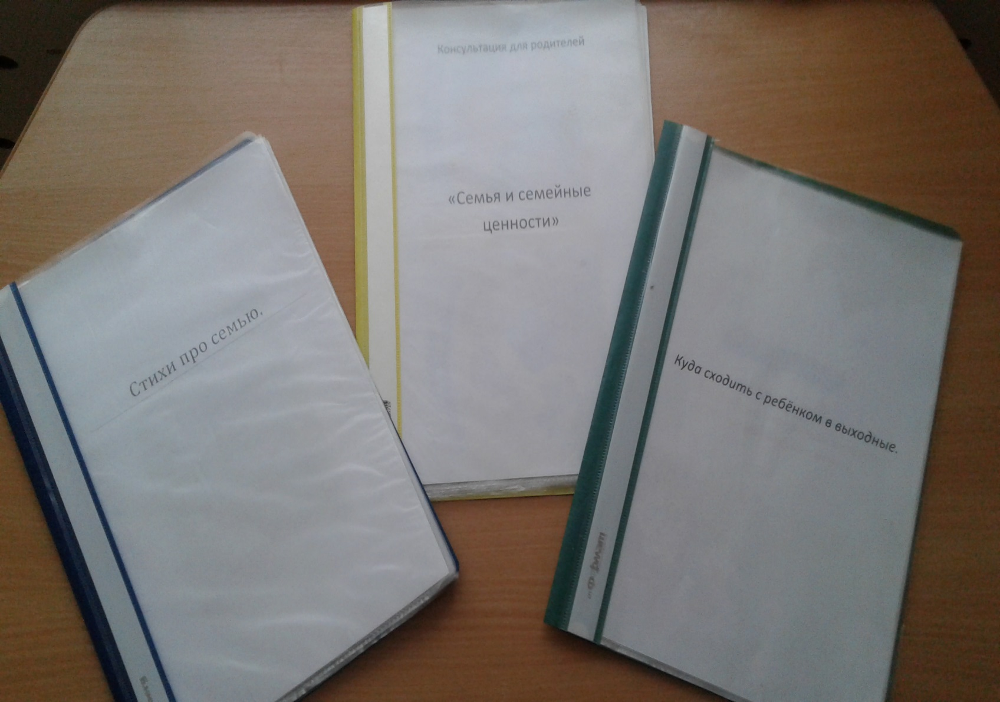 Консультация для родителей
«Семья и семейные
ценности»
Стихи про семью.
Куда сходить с ребёнком в выходные.